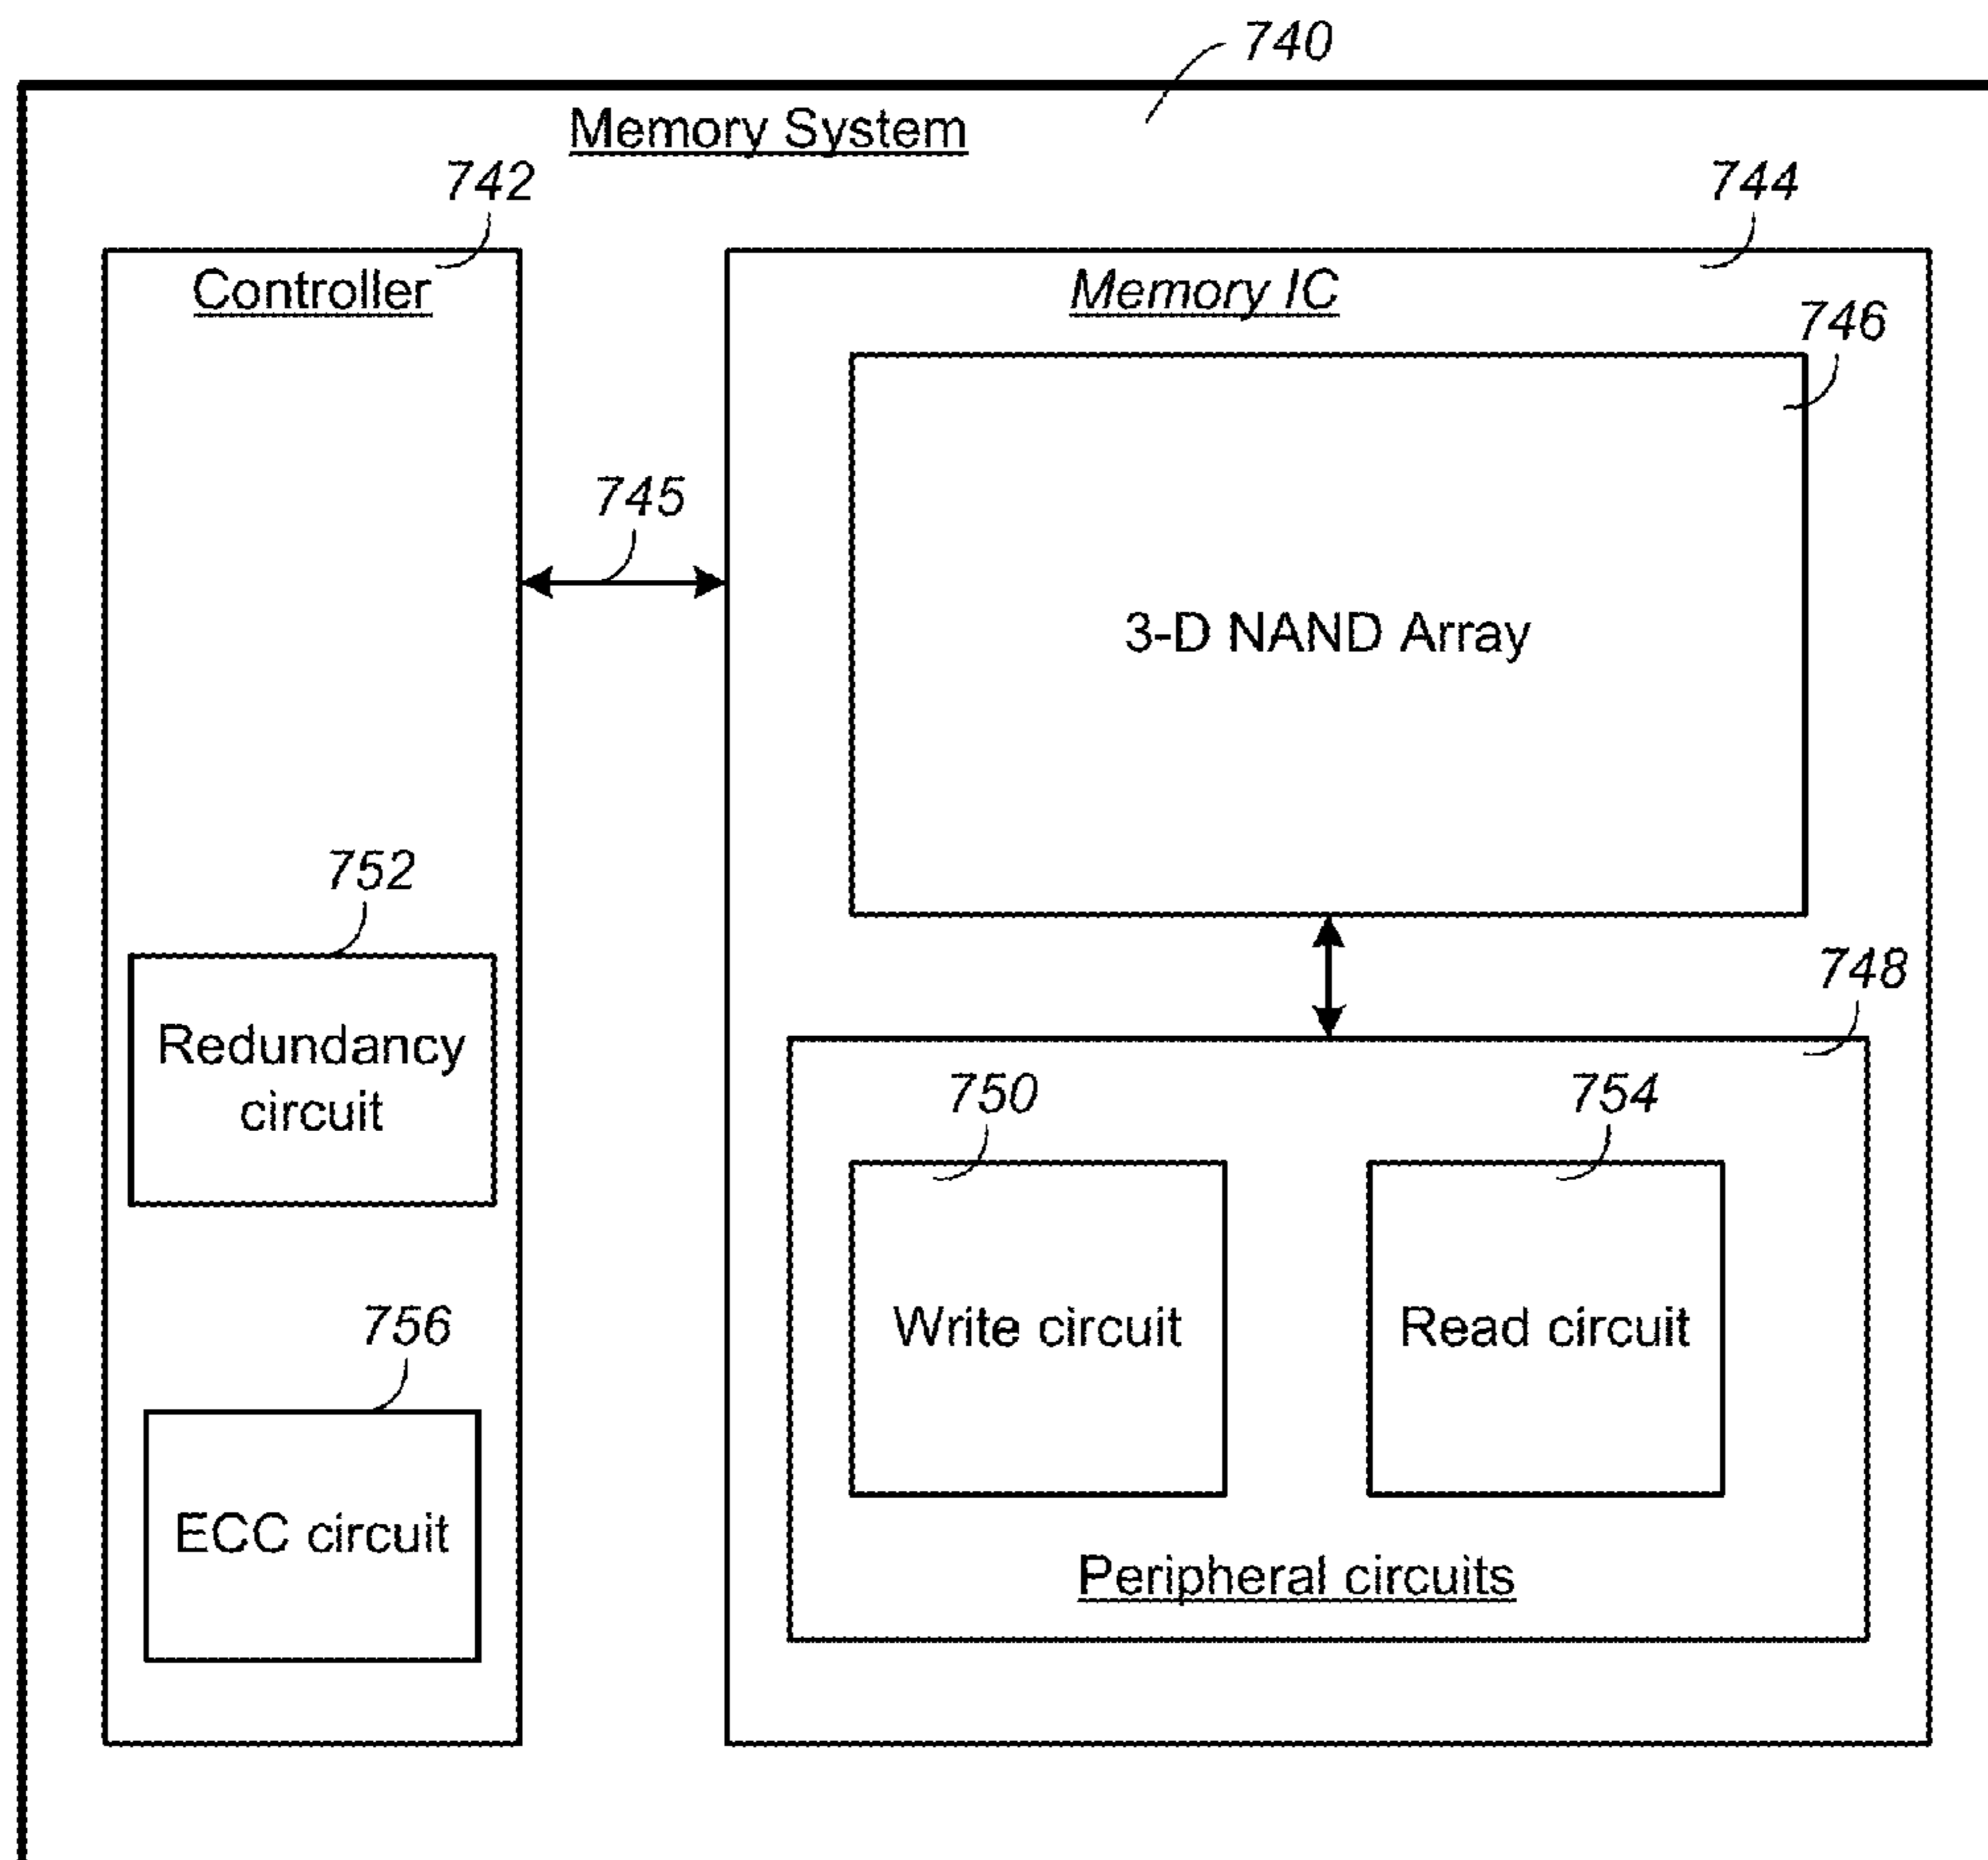 740
Memory System
742
744
Controller
Memory IC
746
745
3-D NAND Array
752
748
Redundancy
circuit
750
754
756
Write circuit
Read circuit
ECC circuit
Peripheral circuits